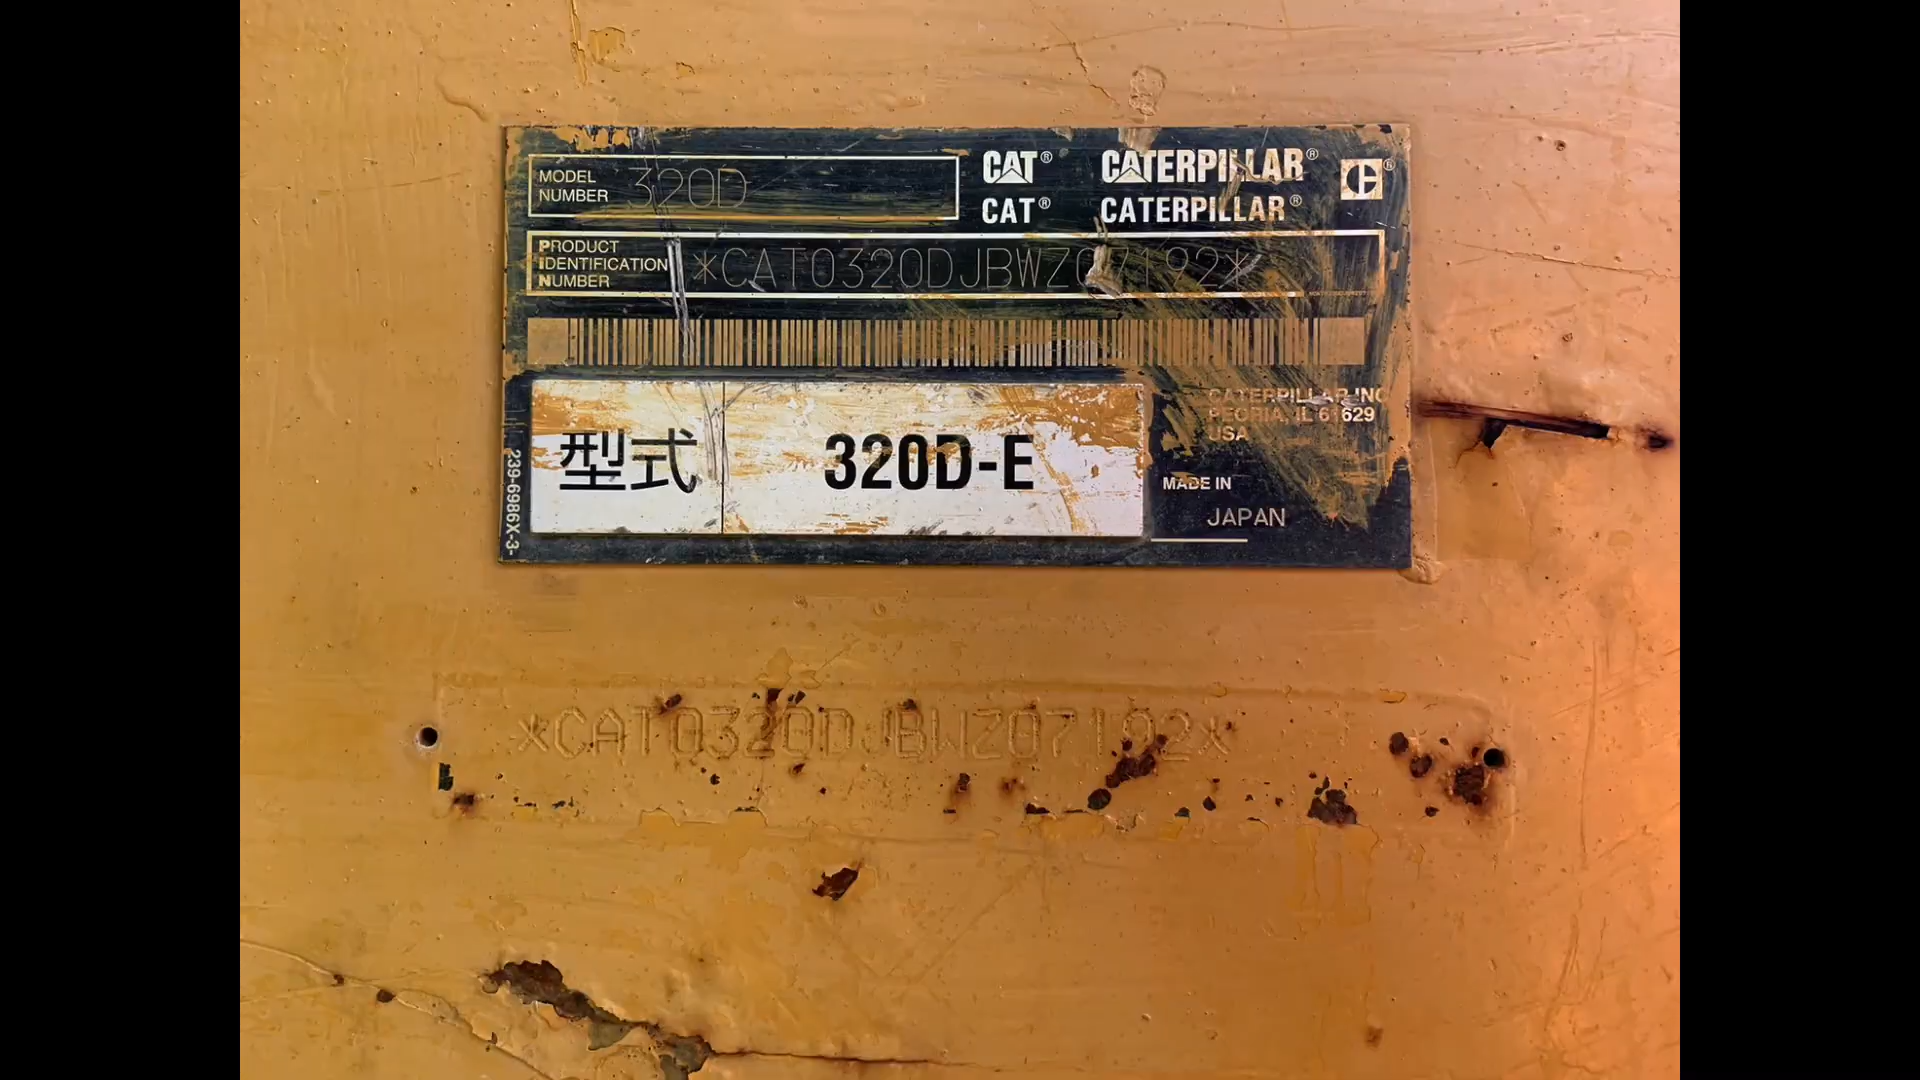 MODEL NUMBER 320D
CAT® CATERPILLAR®
CAT® CATERPILLAR®
PRODUCT IDENTIFICATION NUMBER *CAT0320DJBWZ07192*
型式 320D-E
CATERPILLAR INC
PEORIA, IL 61629
USA
MADE IN
JAPAN
239-6986X-3-
*CAT0320DJBWZ07192*